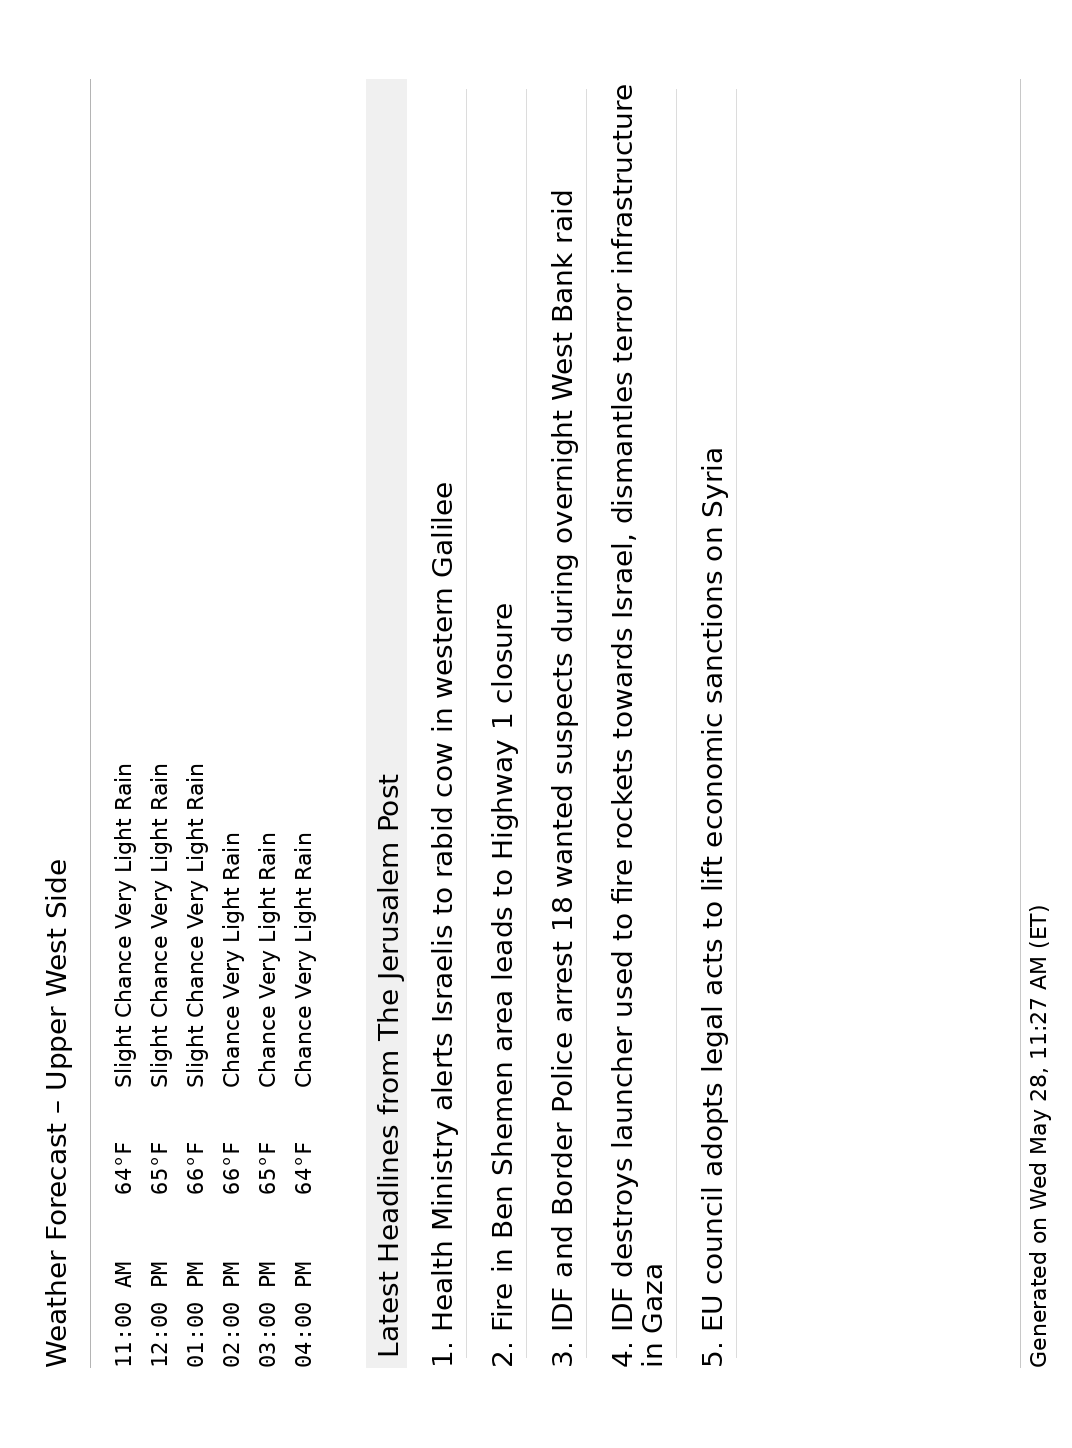 Weather Forecast – Upper West Side
11:00 AM 64°F Slight Chance Very Light Rain
12:00 PM 65°F Slight Chance Very Light Rain
01:00 PM 66°F Slight Chance Very Light Rain
02:00 PM 66°F Chance Very Light Rain
03:00 PM 65°F Chance Very Light Rain
04:00 PM 64°F Chance Very Light Rain
Latest Headlines from The Jerusalem Post
1. Health Ministry alerts Israelis to rabid cow in western Galilee
2. Fire in Ben Shemen area leads to Highway 1 closure
3. IDF and Border Police arrest 18 wanted suspects during overnight West Bank raid
4. IDF destroys launcher used to fire rockets towards Israel, dismantles terror infrastructure
in Gaza
5. EU council adopts legal acts to lift economic sanctions on Syria
Generated on Wed May 28, 11:27 AM (ET)